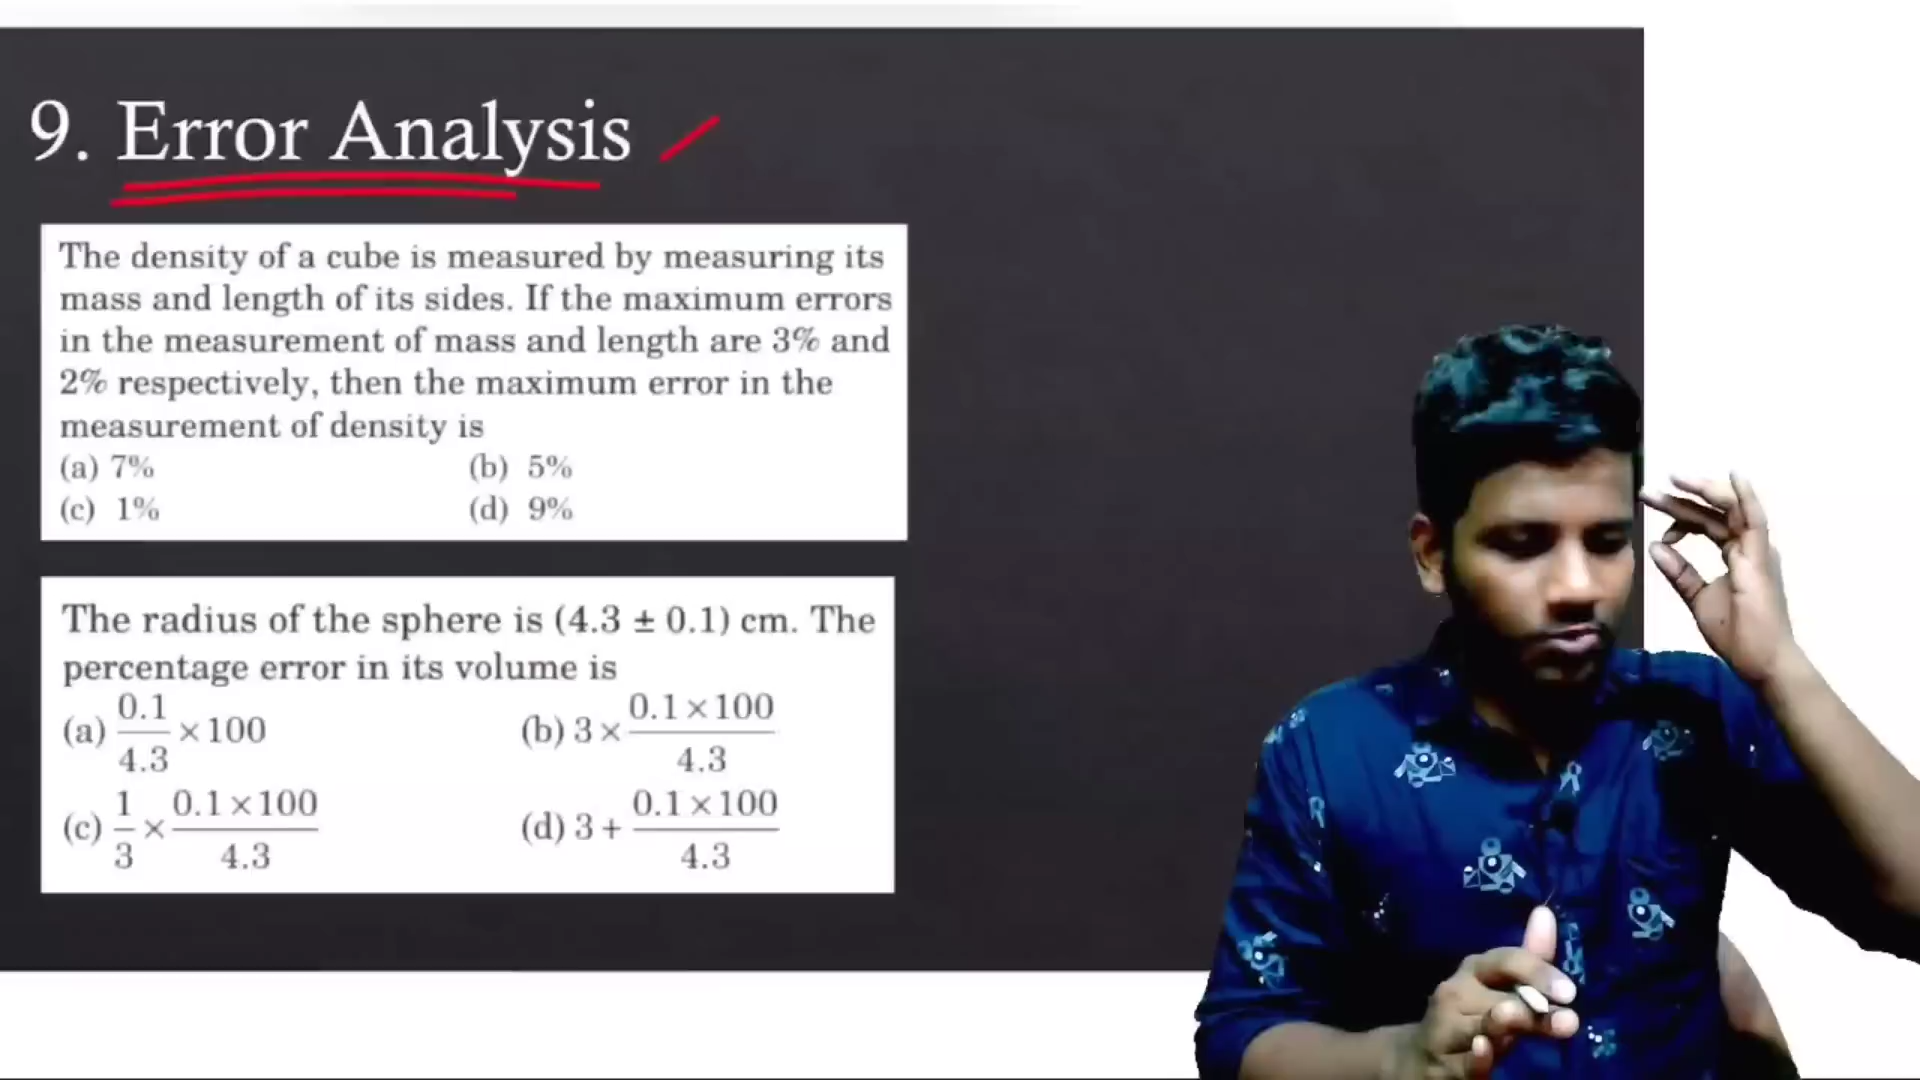 9. Error Analysis
The density of a cube is measured by measuring its
mass and length of its sides. If the maximum errors
in the measurement of mass and length are 3% and
2% respectively, then the maximum error in the
measurement of density is
(a) 7% (b) 5%
(c) 1% (d) 9%
The radius of the sphere is (4.3 ± 0.1) cm. The
percentage error in its volume is
(a) 0.1/4.3 × 100 (b) 3 × 0.1 × 100/4.3
(c) 1/3 × 0.1 × 100/4.3 (d) 3 + 0.1 × 100/4.3